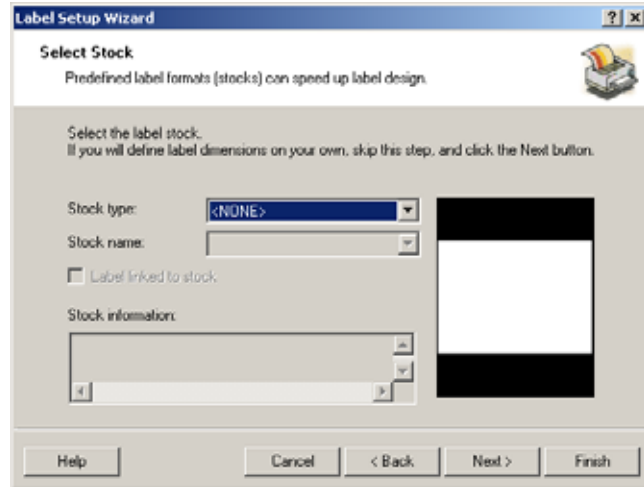 Label Setup Wizard
Select Stock
Predefined label formats (stocks) can speed up label design.
Select the label stock.
If you will define label dimensions on your own, skip this step, and click the Next button.
Stock type: <NONE>
Stock name:
Label linked to stock
Stock information:
Help Cancel < Back Next > Finish